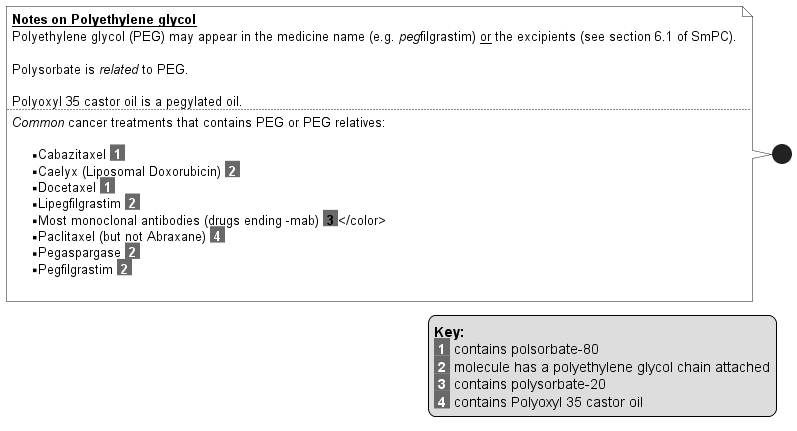 Notes on Polyethylene glycol
Polyethylene glycol (PEG) may appear in the medicine name (e.g. pegfilgrastim) or the excipients (see section 6.1 of SmPC).
Polysorbate is related to PEG.
Polyoxyl 35 castor oil is a pegylated oil.
Common cancer treatments that contains PEG or PEG relatives:
▪Cabazitaxel 1
▪Caelyx (Liposomal Doxorubicin) 2
▪Docetaxel 1
▪Lipegfilgrastim 2
▪Most monoclonal antibodies (drugs ending -mab) 3</color>
▪Paclitaxel (but not Abraxane) 4
▪Pegaspargase 2
▪Pegfilgrastim 2
Key:
1 contains polsorbate-80
2 molecule has a polyethylene glycol chain attached
3 contains polysorbate-20
4 contains Polyoxyl 35 castor oil